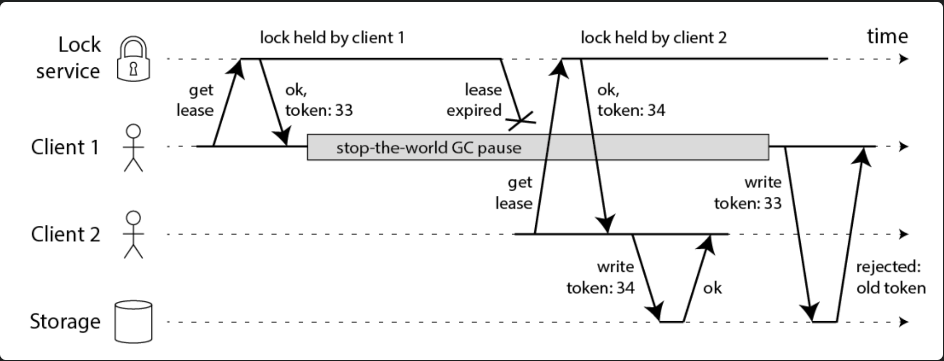 lock held by client 1
lock held by client 2
time
Lock
service
get
lease
ok,
token: 33
lease
expired
ok,
token: 34
Client 1
stop-the-world GC pause
get
lease
write
token: 33
Client 2
write
token: 34
ok
rejected:
old token
Storage